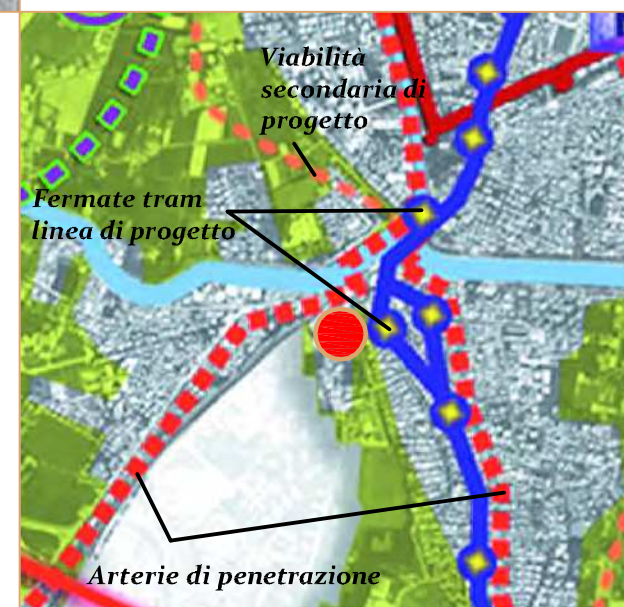 Viabilità
secondaria di
progetto
Fermate tram
linea di progetto
Arterie di penetrazione